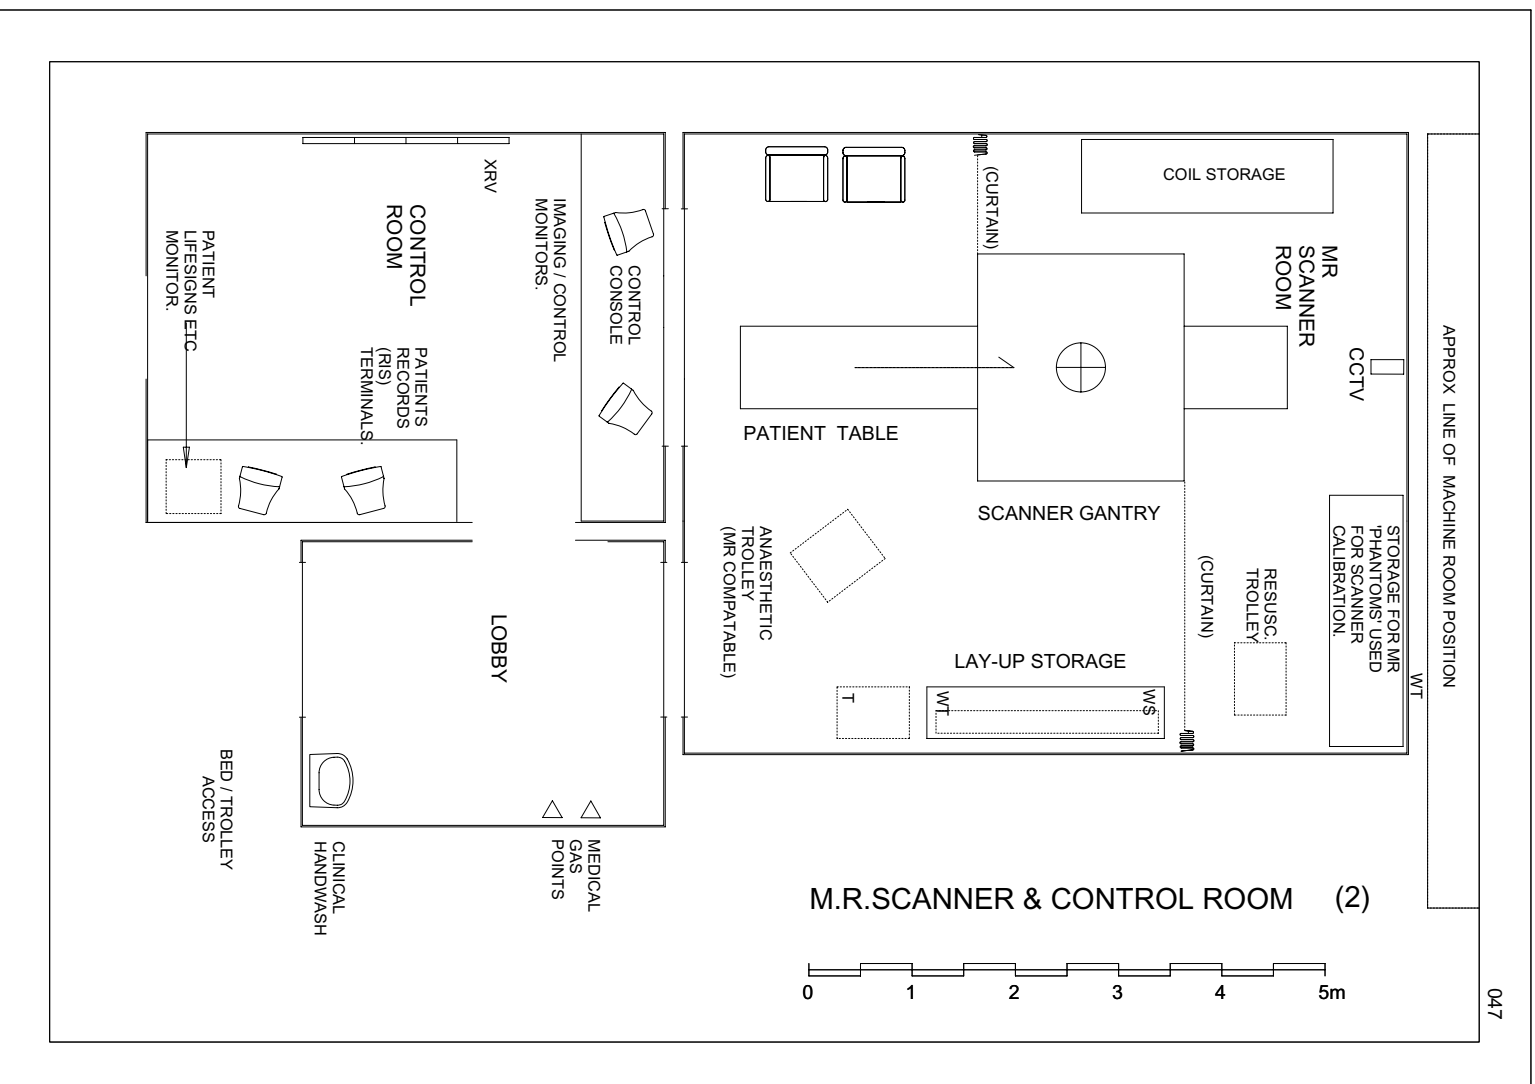 XRV
CONTROL
ROOM
PATIENT
LIFESIGNS ETC
MONITOR.
IMAGING / CONTROL
MONITORS.
CONTROL
CONSOLE
PATIENTS
RECORDS
(RIS)
TERMINALS.
(CURTAIN)
COIL STORAGE
MR
SCANNER
ROOM
CCTV
PATIENT TABLE
SCANNER GANTRY
ANAESTHETIC
TROLLEY
(MR COMPATABLE)
(CURTAIN)
RESUSC.
TROLLEY
STORAGE FOR MR
'PHANTOMS' USED
FOR SCANNER
CALIBRATION.
WT
LAY-UP STORAGE
T
WT
WS
APPROX LINE OF MACHINE ROOM POSITION
LOBBY
BED / TROLLEY
ACCESS
CLINICAL
HANDWASH
MEDICAL
GAS
POINTS
M.R.SCANNER & CONTROL ROOM (2)
0 1 2 3 4 5m
047